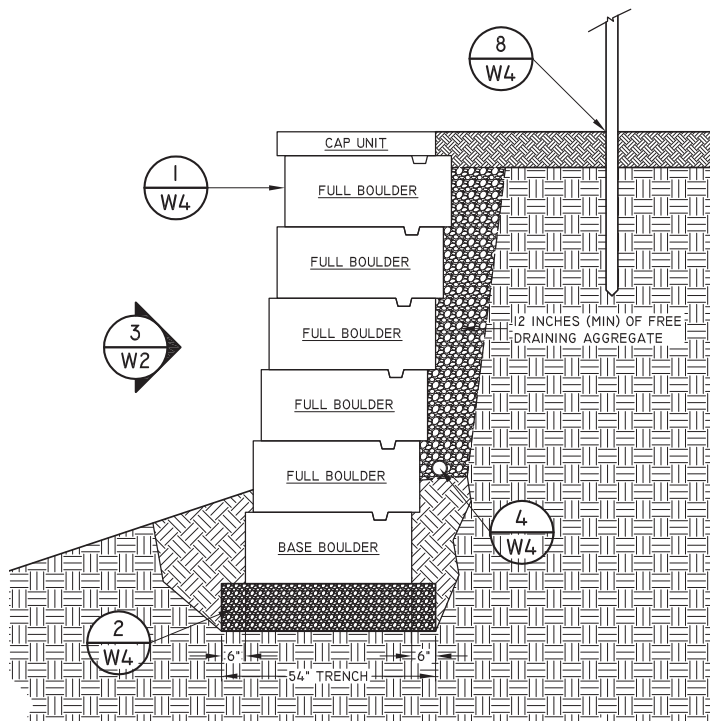 8
W4
CAP UNIT
1
W4
FULL BOULDER
FULL BOULDER
3
W2
FULL BOULDER
12 INCHES (MIN) OF FREE
DRAINING AGGREGATE
FULL BOULDER
FULL BOULDER
4
W4
BASE BOULDER
2
W4
6"
6"
54" TRENCH